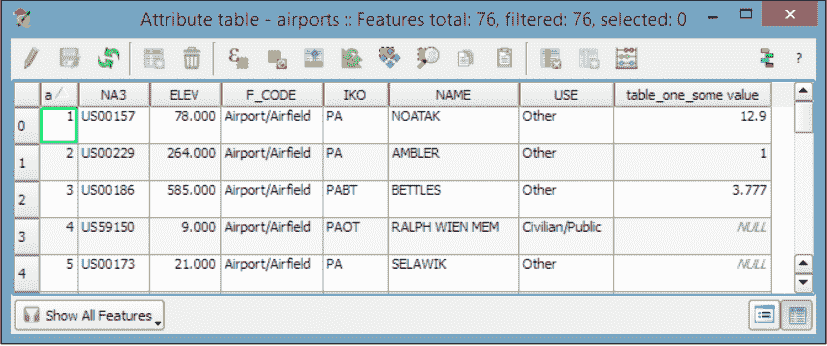 Attribute table - airports :: Features total: 76, filtered: 76, selected: 0
?
a NA3 ELEV F_CODE IKO NAME USE table_one_some value
0 1 US00157 78.000 Airport/Airfield PA NOATAK Other 12.9
1 2 US00229 264.000 Airport/Airfield PA AMBLER Other 1
2 3 US00186 585.000 Airport/Airfield PABT BETTLES Other 3.777
3 4 US59150 9.000 Airport/Airfield PAOT RALPH WIEN MEM Civilian/Public NULL
4 5 US00173 21.000 Airport/Airfield PA SELAWIK Other NULL
Show All Features